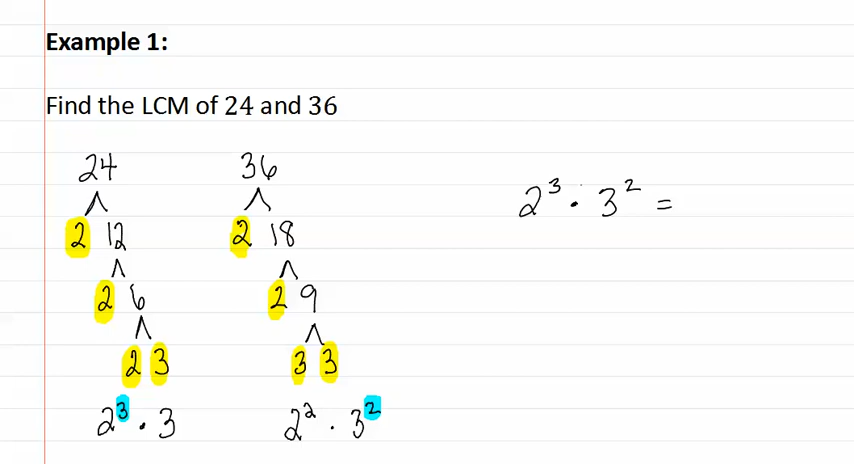 Example 1:
Find the LCM of 24 and 36
24 36
2 12 2 18
2 6 2 9
2 3 3 3
2³ · 3 2² · 3²
2³ · 3² =